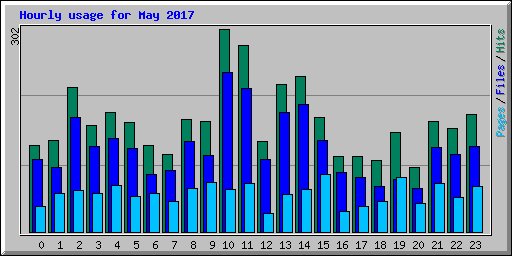 Hourly usage for May 2017
302
Pages / Files / Hits
0 1 2 3 4 5 6 7 8 9 10 11 12 13 14 15 16 17 18 19 20 21 22 23